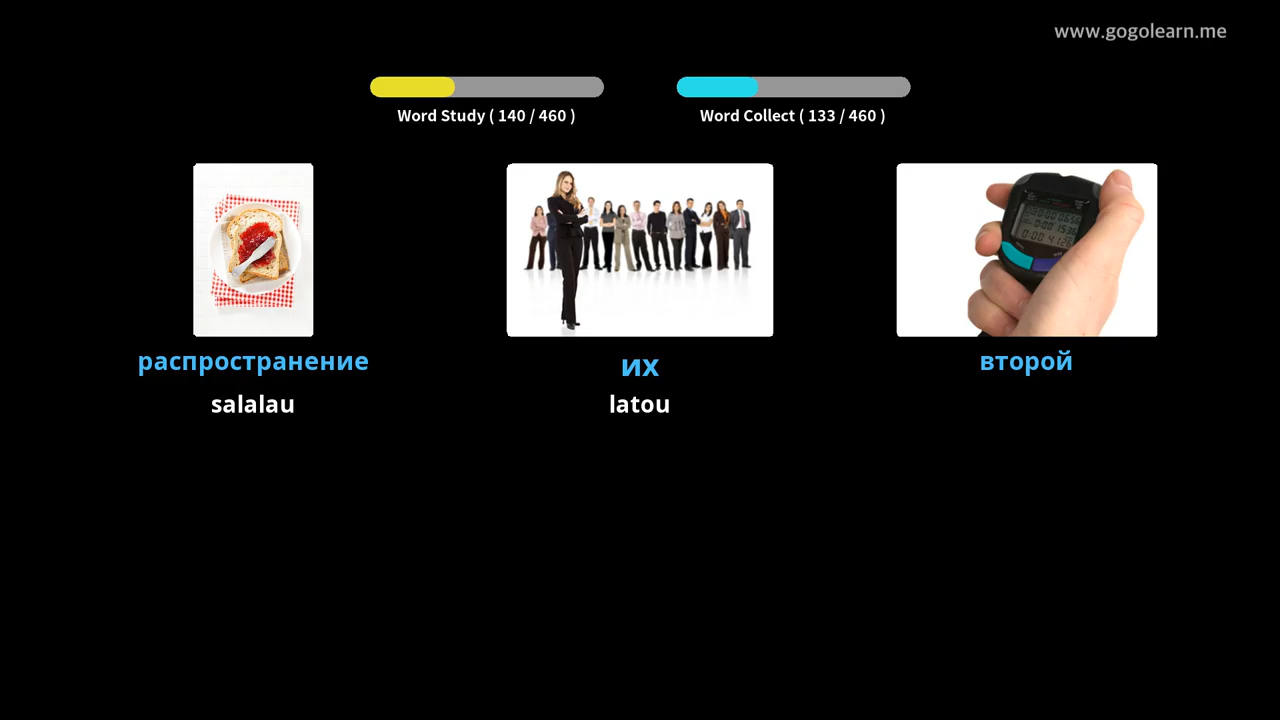 www.gogolearn.me
Word Study ( 140 / 460 )
Word Collect ( 133 / 460 )
распространение
их
второй
salalau
latou